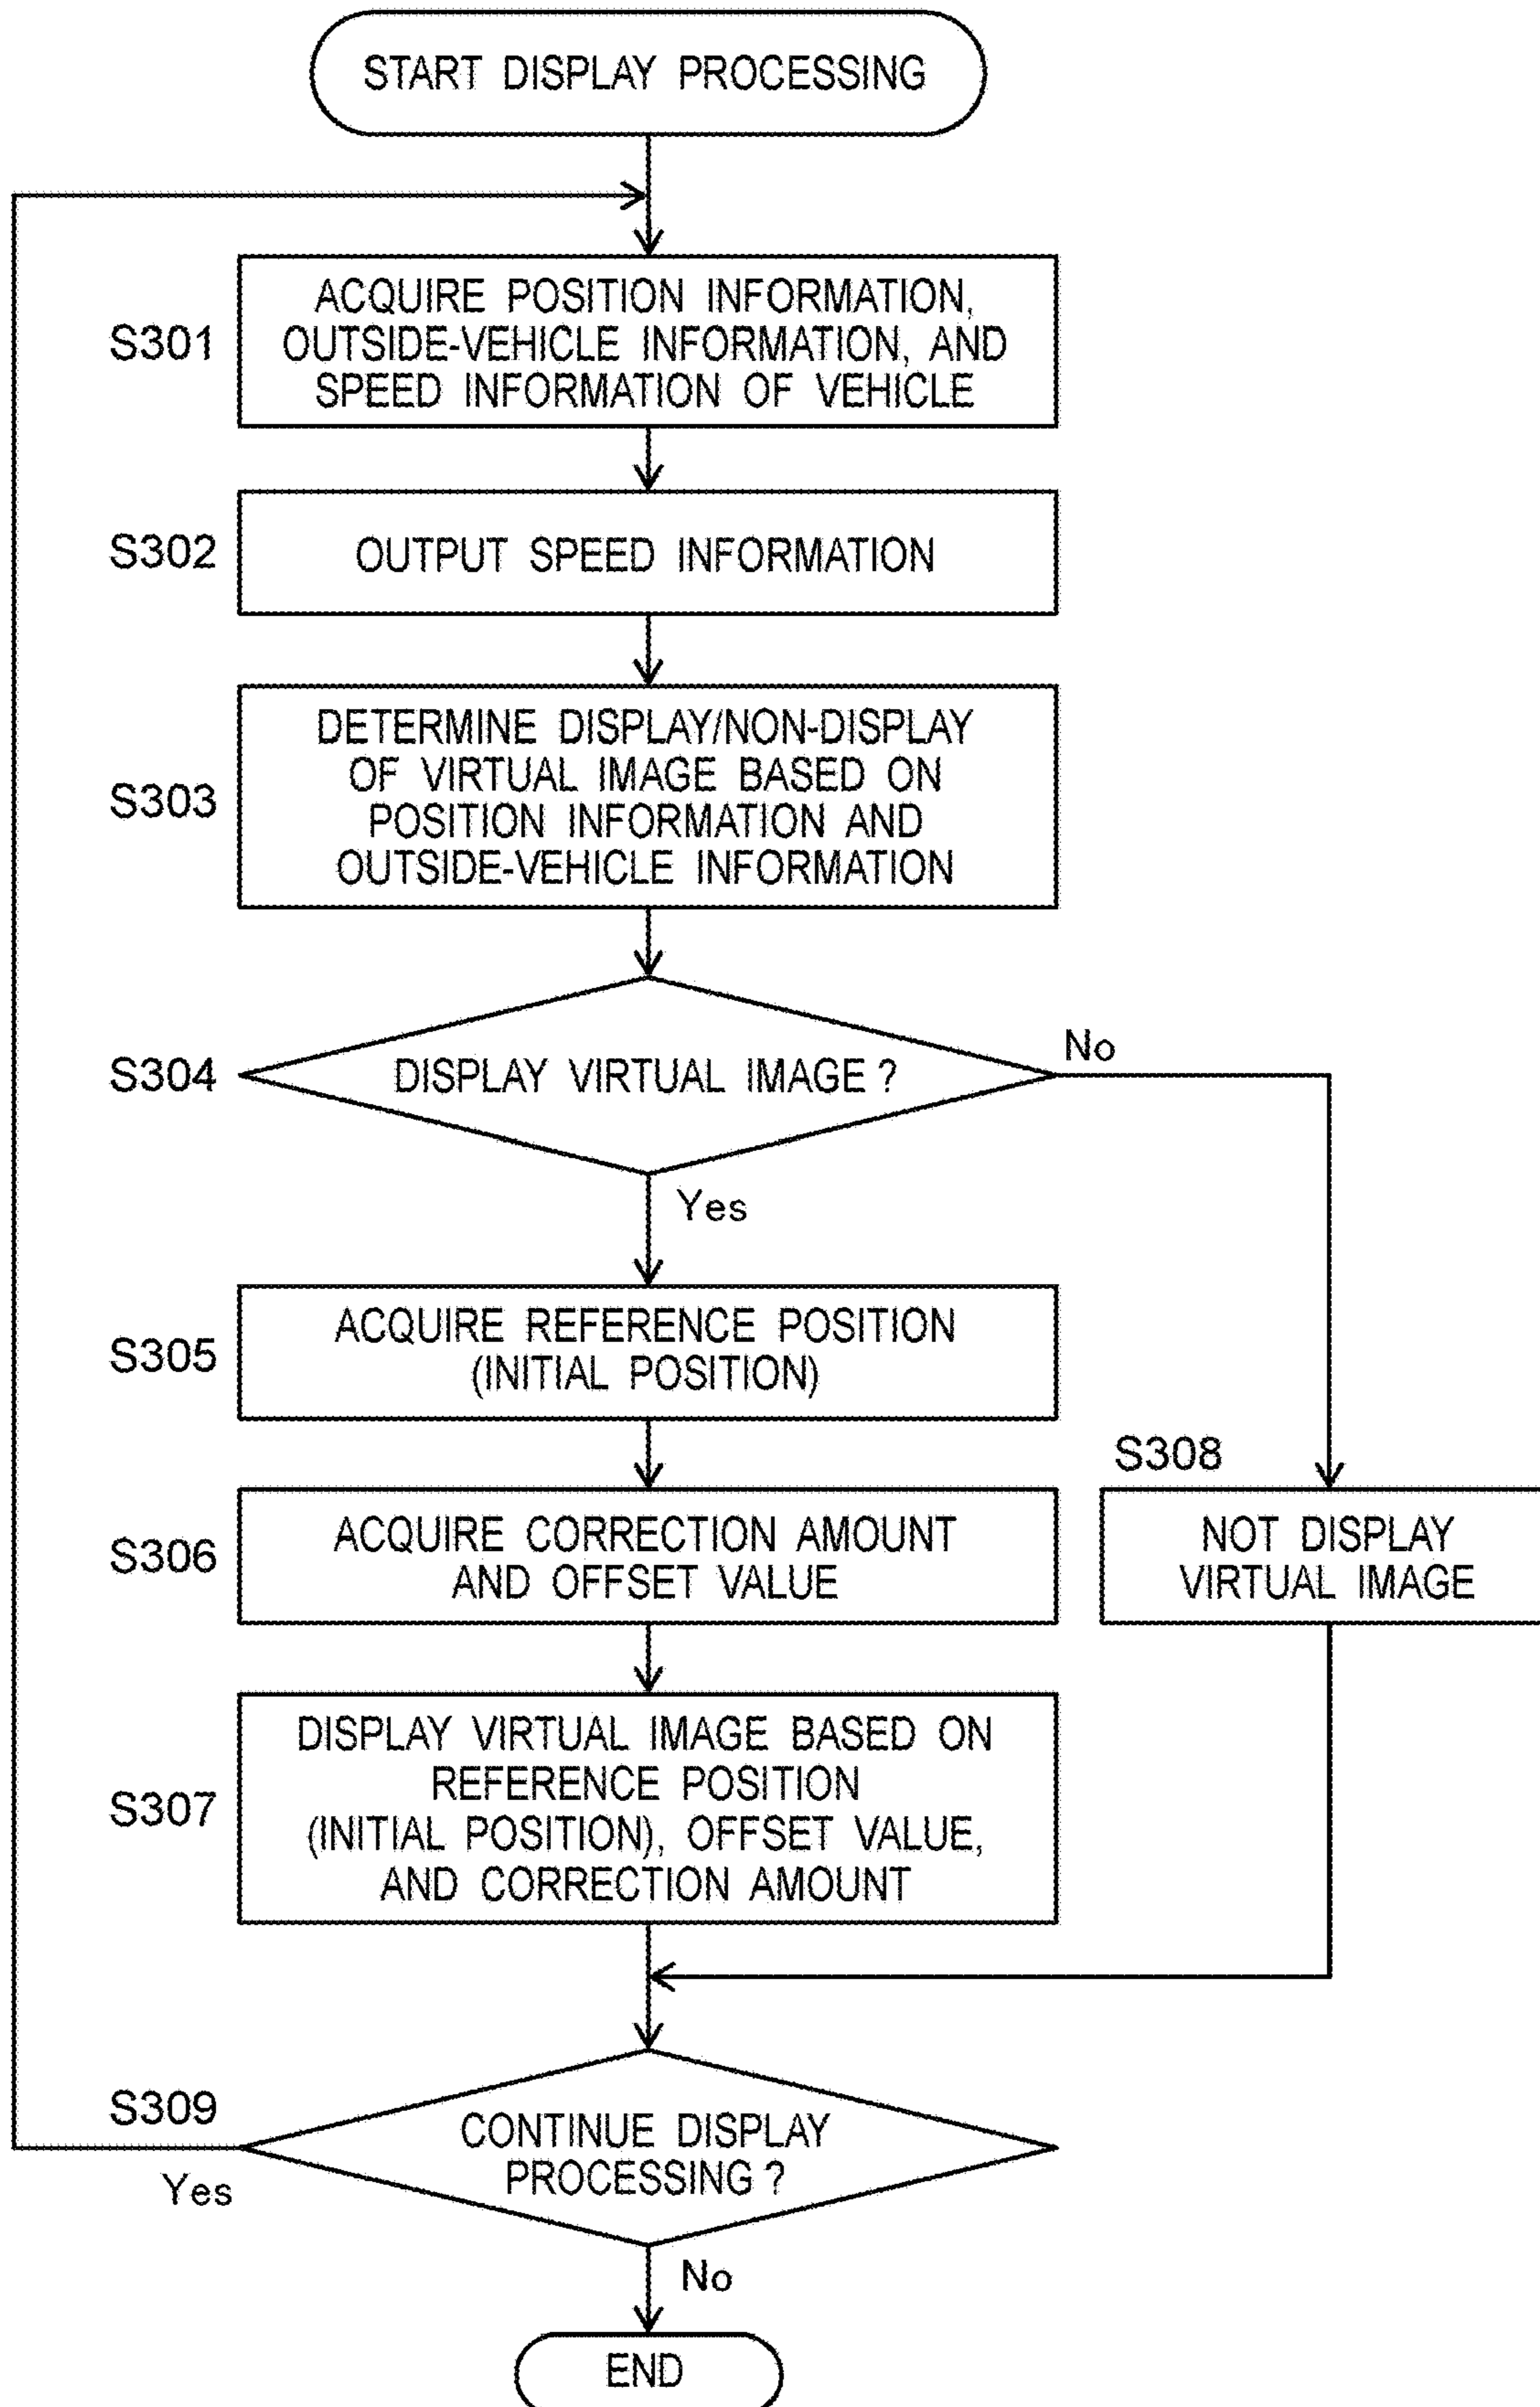 START DISPLAY PROCESSING
S301
ACQUIRE POSITION INFORMATION,
OUTSIDE-VEHICLE INFORMATION, AND
SPEED INFORMATION OF VEHICLE
S302
OUTPUT SPEED INFORMATION
S303
DETERMINE DISPLAY/NON-DISPLAY
OF VIRTUAL IMAGE BASED ON
POSITION INFORMATION AND
OUTSIDE-VEHICLE INFORMATION
S304
DISPLAY VIRTUAL IMAGE ?
No
Yes
S305
ACQUIRE REFERENCE POSITION
(INITIAL POSITION)
S306
ACQUIRE CORRECTION AMOUNT
AND OFFSET VALUE
S308
NOT DISPLAY
VIRTUAL IMAGE
S307
DISPLAY VIRTUAL IMAGE BASED ON
REFERENCE POSITION
(INITIAL POSITION), OFFSET VALUE,
AND CORRECTION AMOUNT
S309
CONTINUE DISPLAY
PROCESSING ?
Yes
No
END